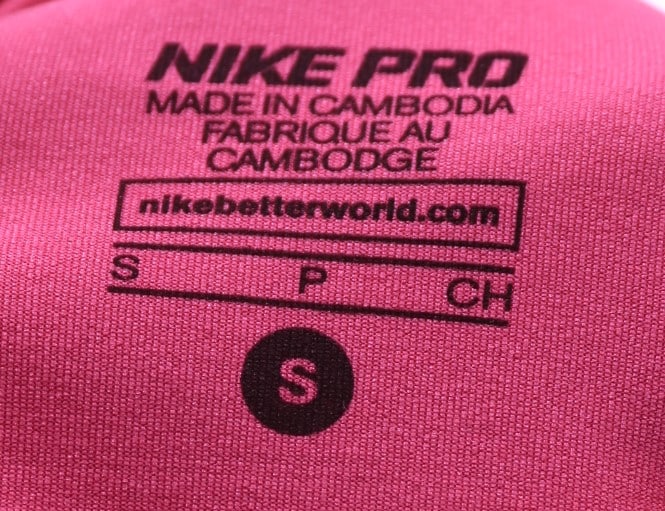 NIKE PRO
MADE IN CAMBODIA
FABRIQUE AU
CAMBODGE
nikebetterworld.com
S P CH
S